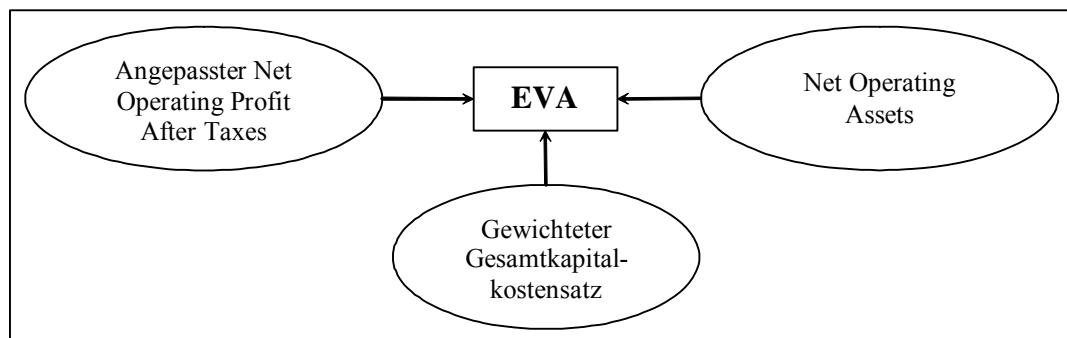 Angepasster Net
Operating Profit
After Taxes
EVA
Net Operating
Assets
Gewichteter
Gesamtkapital-
kostensatz